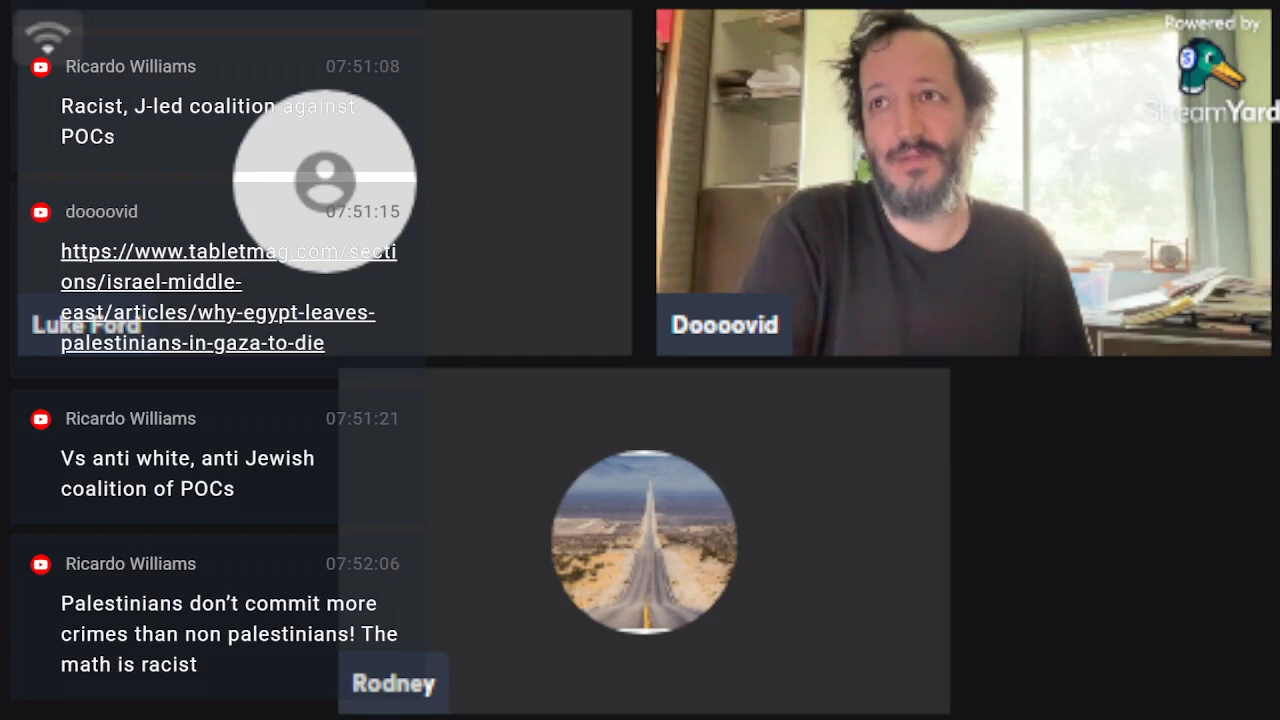 Ricardo Williams 07:51:08
Racist, J-led coalition against
POCs
doooovid 07:51:15
https://www.tabletmag.com/secti
ons/israel-middle-
east/articles/why-egypt-leaves-
palestinians-in-gaza-to-die
Luke Ford
Ricardo Williams 07:51:21
Vs anti white, anti Jewish
coalition of POCs
Ricardo Williams 07:52:06
Palestinians don’t commit more
crimes than non palestinians! The
math is racist
Powered by
StreamYard
Doooovid
Rodney